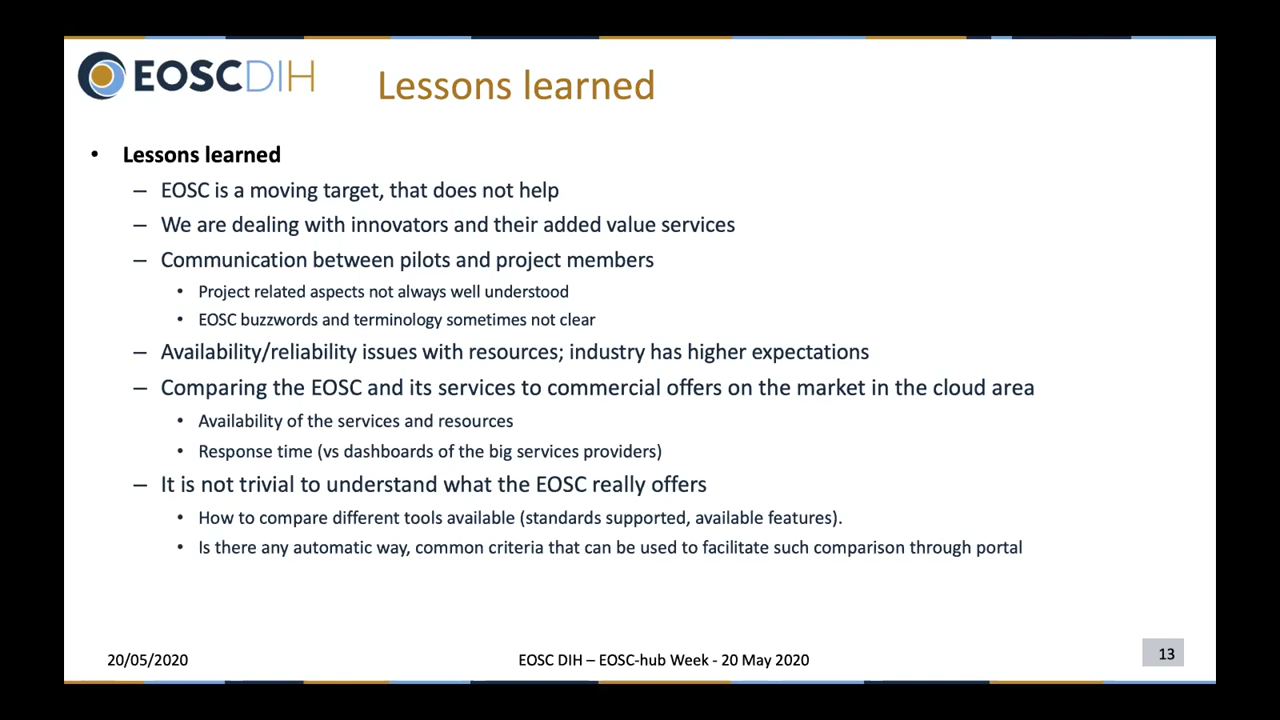 EOSCDIH
Lessons learned
• Lessons learned
– EOSC is a moving target, that does not help
– We are dealing with innovators and their added value services
– Communication between pilots and project members
• Project related aspects not always well understood
• EOSC buzzwords and terminology sometimes not clear
– Availability/reliability issues with resources; industry has higher expectations
– Comparing the EOSC and its services to commercial offers on the market in the cloud area
• Availability of the services and resources
• Response time (vs dashboards of the big services providers)
– It is not trivial to understand what the EOSC really offers
• How to compare different tools available (standards supported, available features).
• Is there any automatic way, common criteria that can be used to facilitate such comparison through portal
20/05/2020
EOSC DIH – EOSC-hub Week - 20 May 2020
13